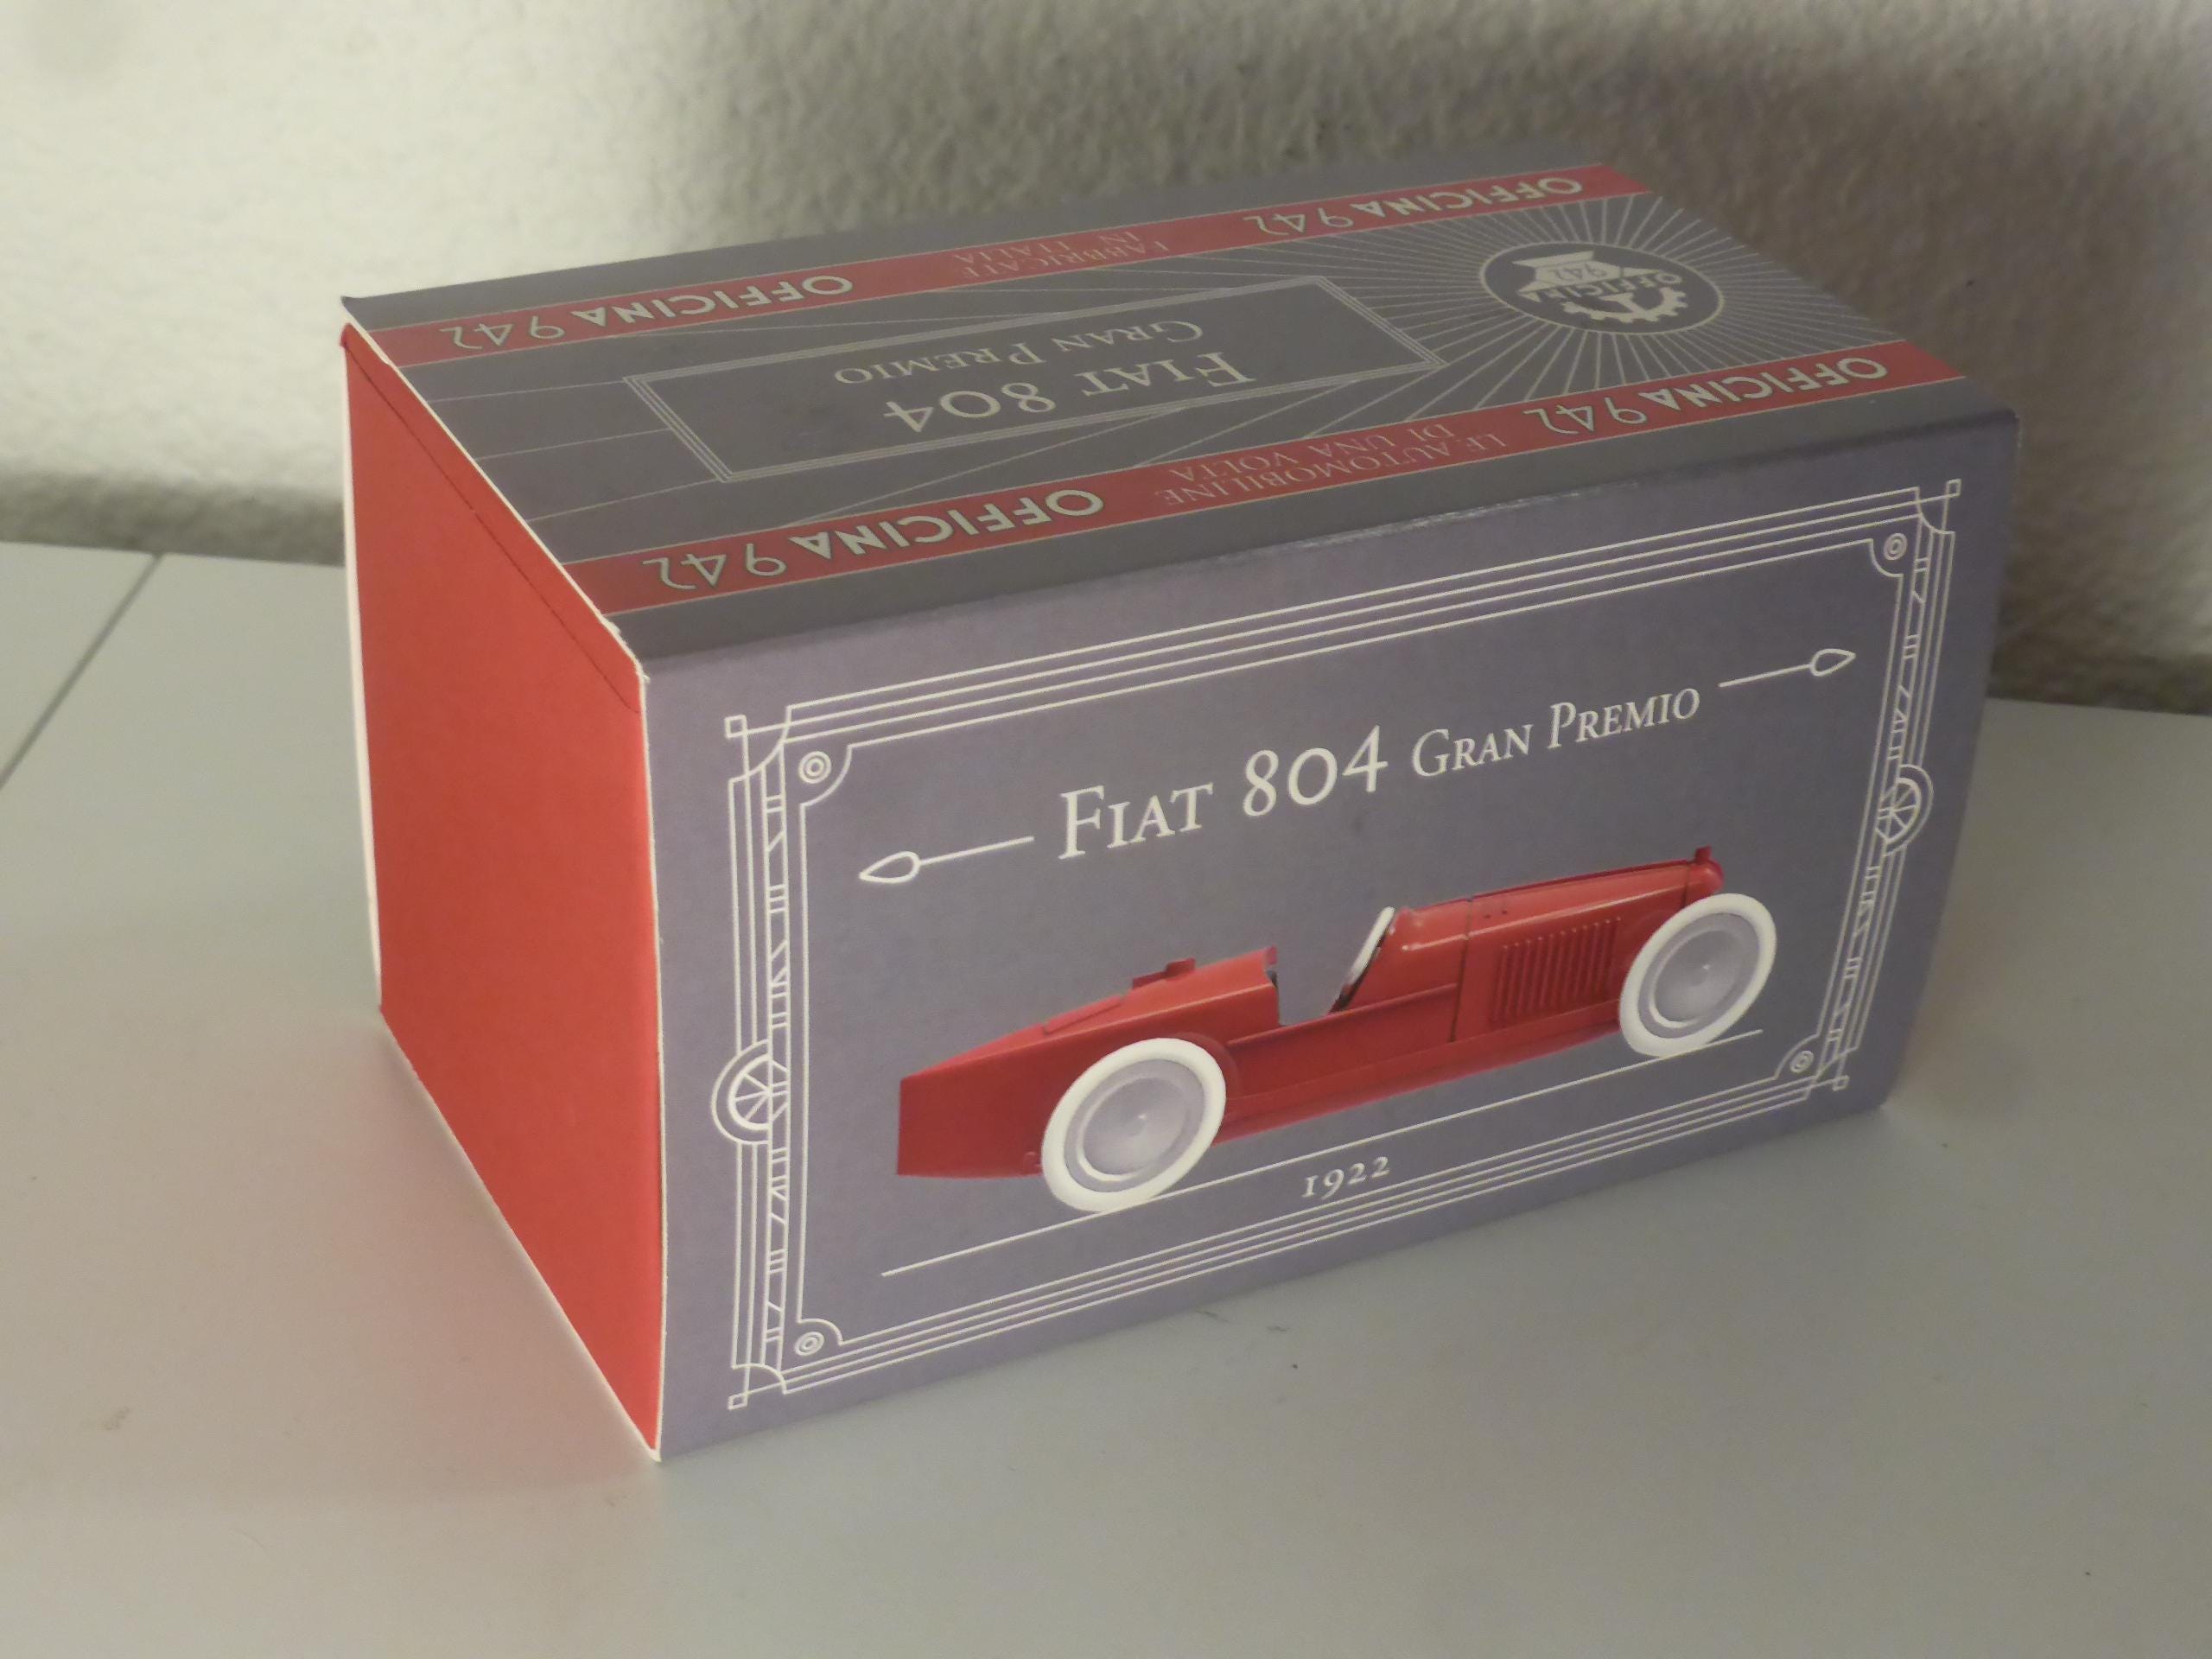 OFFICINA 942
FABBRICATE
IN ITALIA
OFFICINA 942
OFFICINA
942
FIAT 804
GRAN PREMIO
OFFICINA 942
LE AUTOMOBILINE
DI UNA VOLTA
OFFICINA 942
FIAT 804 GRAN PREMIO
1922